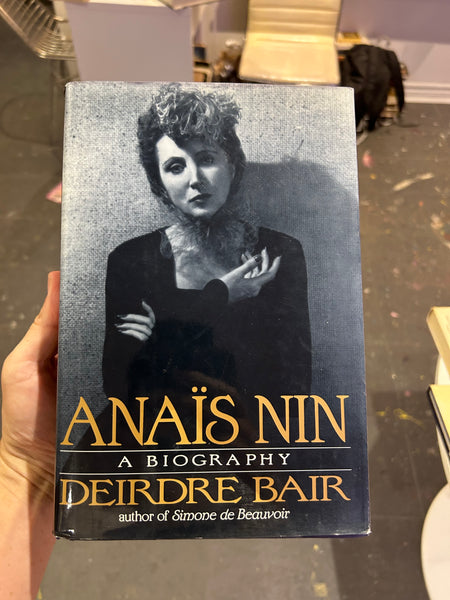 ANAÏS NIN
A BIOGRAPHY
DEIRDRE BAIR
author of Simone de Beauvoir